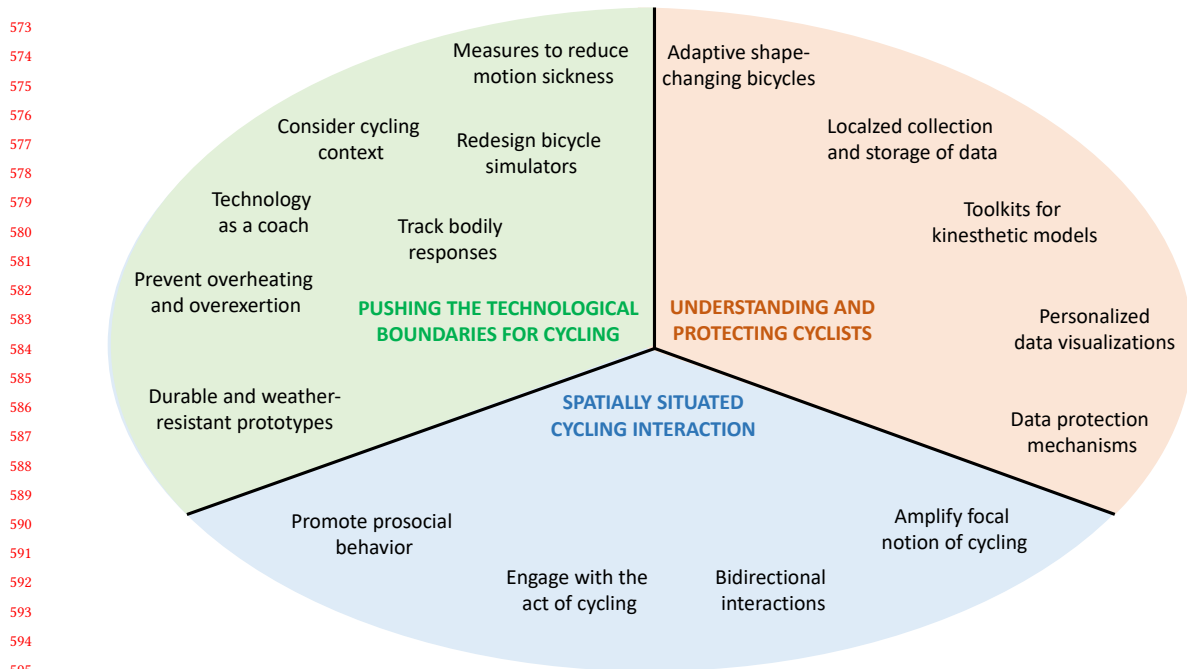 573
574
575
576
577
578
579
580
581
582
583
584
585
586
587
588
589
590
591
592
593
594
595
Measures to reduce
motion sickness
Consider cycling
context
Redesign bicycle
simulators
Technology
as a coach
Track bodily
responses
Prevent overheating
and overexertion
PUSHING THE TECHNOLOGICAL
BOUNDARIES FOR CYCLING
Durable and weather-
resistant prototypes
Adaptive shape-
changing bicycles
Localzed collection
and storage of data
Toolkits for
kinesthetic models
UNDERSTANDING AND
PROTECTING CYCLISTS
Personalized
data visualizations
Data protection
mechanisms
SPATIALLY SITUATED
CYCLING INTERACTION
Promote prosocial
behavior
Engage with the
act of cycling
Bidirectional
interactions
Amplify focal
notion of cycling